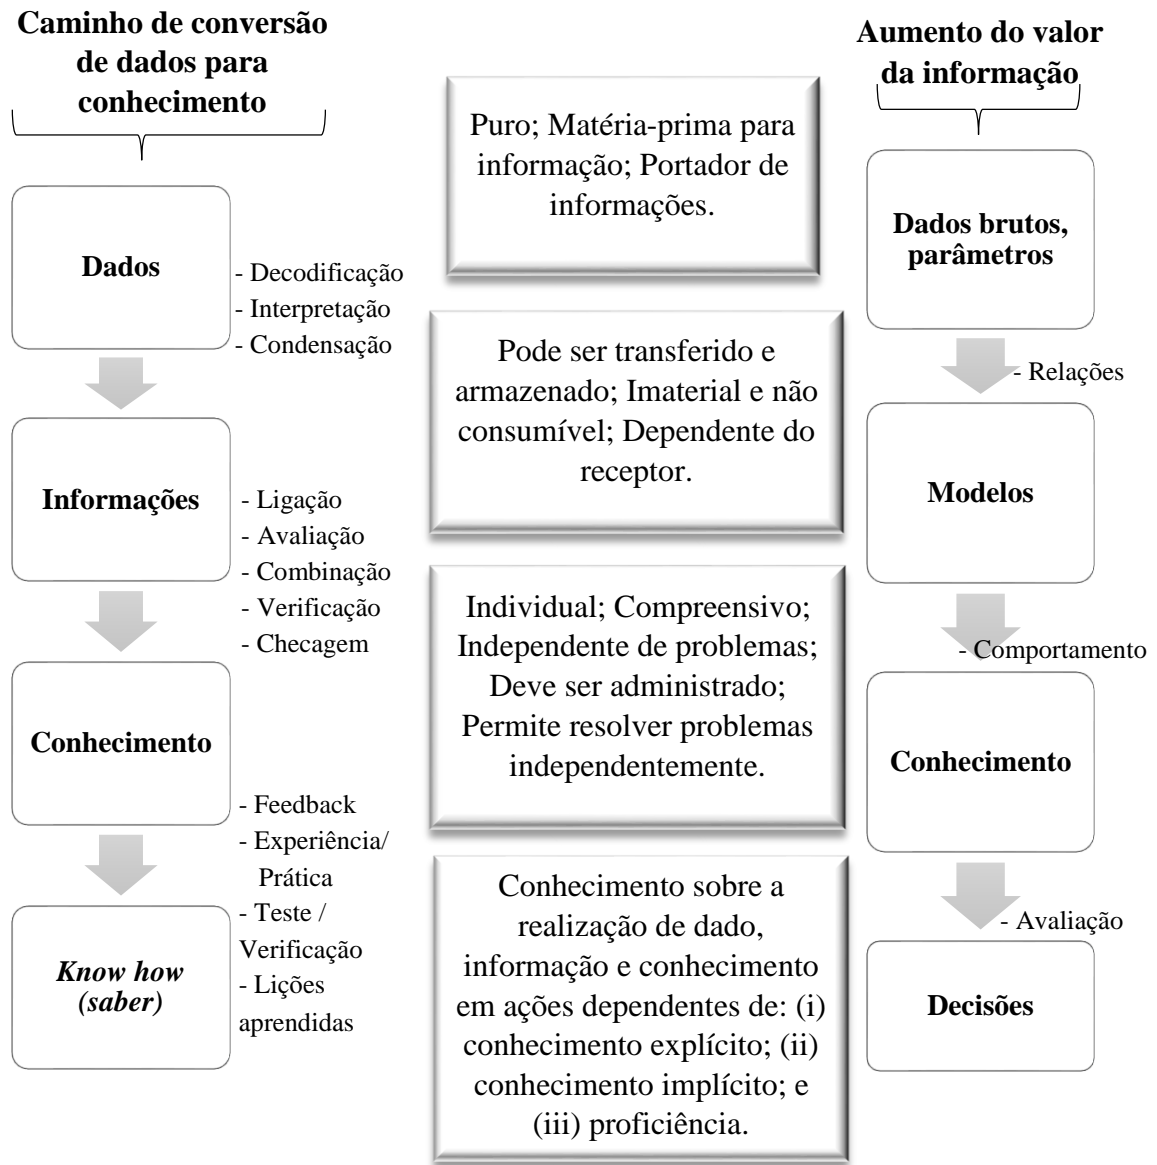 Caminho de conversão
de dados para
conhecimento
Dados
- Decodificação
- Interpretação
- Condensação
Informações
- Ligação
- Avaliação
- Combinação
- Verificação
- Checagem
Conhecimento
- Feedback
- Experiência/
Prática
- Teste /
Verificação
- Lições
aprendidas
Know how
(saber)
Puro; Matéria-prima para
informação; Portador de
informações.
Pode ser transferido e
armazenado; Imaterial e não
consumível; Dependente do
receptor.
Individual; Compreensivo;
Independente de problemas;
Deve ser administrado;
Permite resolver problemas
independentemente.
Conhecimento sobre a
realização de dado,
informação e conhecimento
em ações dependentes de: (i)
conhecimento explícito; (ii)
conhecimento implícito; e
(iii) proficiência.
Aumento do valor
da informação
Dados brutos,
parâmetros
- Relações
Modelos
- Comportamento
Conhecimento
- Avaliação
Decisões